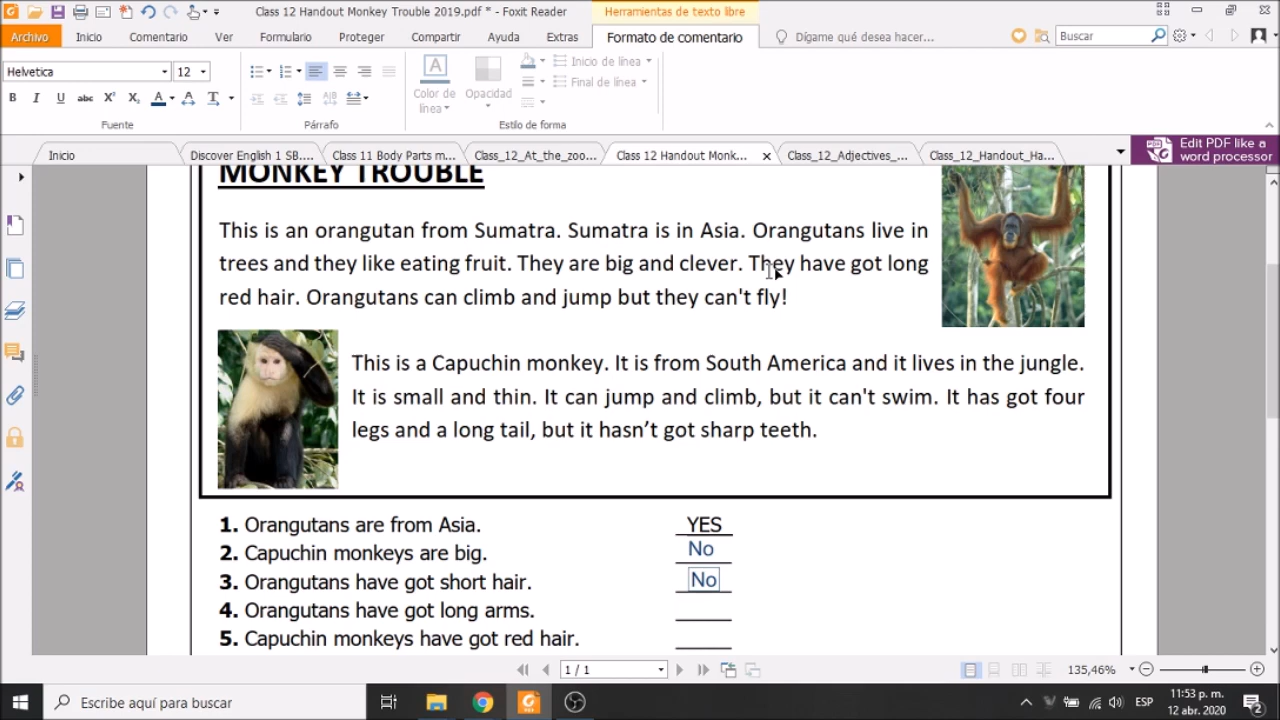 Class 12 Handout Monkey Trouble 2019.pdf * - Foxit Reader
Herramientas de texto libre
Archivo Inicio Comentario Ver Formulario Proteger Compartir Ayuda Extras Formato de comentario Dígame qué desea hacer... Buscar
Helvetica 12 Color de línea Opacidad Inicio de línea
Final de línea
Fuente Párrafo Estilo de forma
Inicio Discover English 1 SB.... Class 11 Body Parts m... Class_12_At_the_zoo... Class 12 Handout Monk... Class_12_Adjectives_... Class_12_Handout_Ha... Edit PDF like a
word processor
MONKEY TROUBLE
This is an orangutan from Sumatra. Sumatra is in Asia. Orangutans live in
trees and they like eating fruit. They are big and clever. They have got long
red hair. Orangutans can climb and jump but they can't fly!
This is a Capuchin monkey. It is from South America and it lives in the jungle.
It is small and thin. It can jump and climb, but it can't swim. It has got four
legs and a long tail, but it hasn’t got sharp teeth.
1. Orangutans are from Asia. YES
2. Capuchin monkeys are big. No
3. Orangutans have got short hair. No
4. Orangutans have got long arms.
5. Capuchin monkeys have got red hair.
1 / 1 135,46%
Escribe aquí para buscar ESP 11:53 p. m.
12 abr. 2020
2